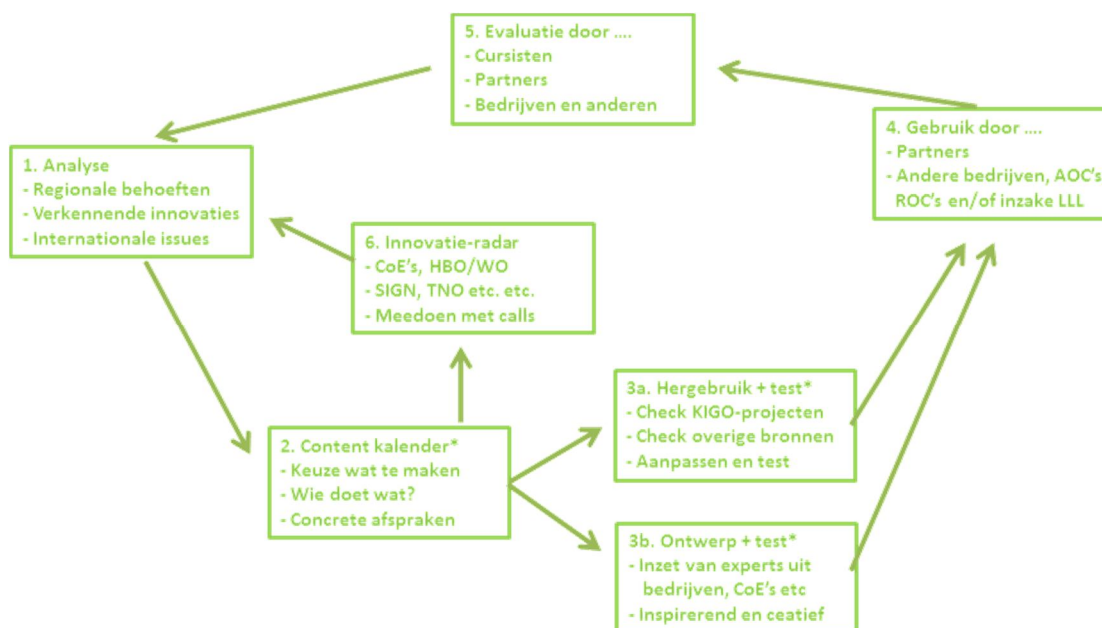 5. Evaluatie door ....
- Cursisten
- Partners
- Bedrijven en anderen
4. Gebruik door ....
- Partners
- Andere bedrijven, AOC's
ROC's en/of inzake LLL
1. Analyse
- Regionale behoeften
- Verkennende innovaties
- Internationale issues
6. Innovatie-radar
- CoE's, HBO/WO
- SIGN, TNO etc. etc.
- Meedoen met calls
3a. Hergebruik + test*
- Check KIGO-projecten
- Check overige bronnen
- Aanpassen en test
2. Content kalender*
- Keuze wat te maken
- Wie doet wat?
- Concrete afspraken
3b. Ontwerp + test*
- Inzet van experts uit
bedrijven, CoE's etc
- Inspirerend en ceatief